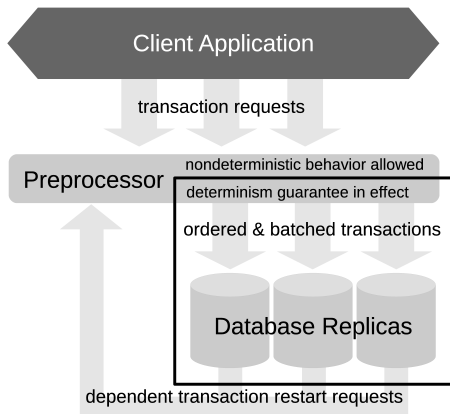 Client Application
transaction requests
nondeterministic behavior allowed
Preprocessor
determinism guarantee in effect
ordered & batched transactions
Database Replicas
dependent transaction restart requests